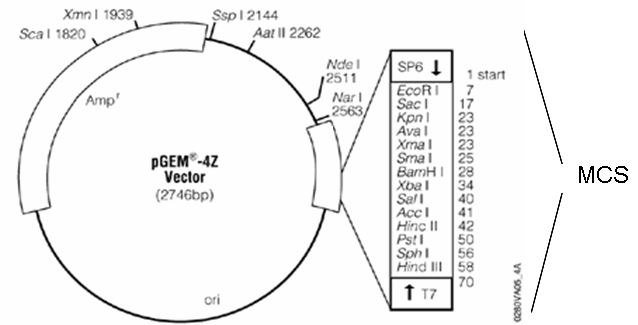 Xmn I 1939
Sca I 1820
Ssp I 2144
Aat II 2262
Nde I
2511
Nar I
2563
Ampʳ
pGEM®-4Z
Vector
(2746bp)
ori
SP6 ↓
1 start
EcoR I 7
Sac I 17
Kpn I 23
Ava I 23
Xma I 23
Sma I 25
BamH I 28
Xba I 34
Sal I 40
Acc I 41
Hinc II 42
Pst I 50
Sph I 56
Hind III 58
70
↑ T7
MCS
0280VA05_4A